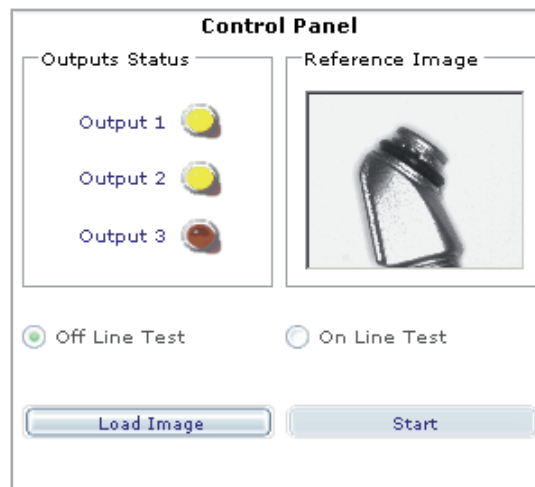 Control Panel
Outputs Status
Reference Image
Output 1
Output 2
Output 3
Off Line Test
On Line Test
Load Image
Start